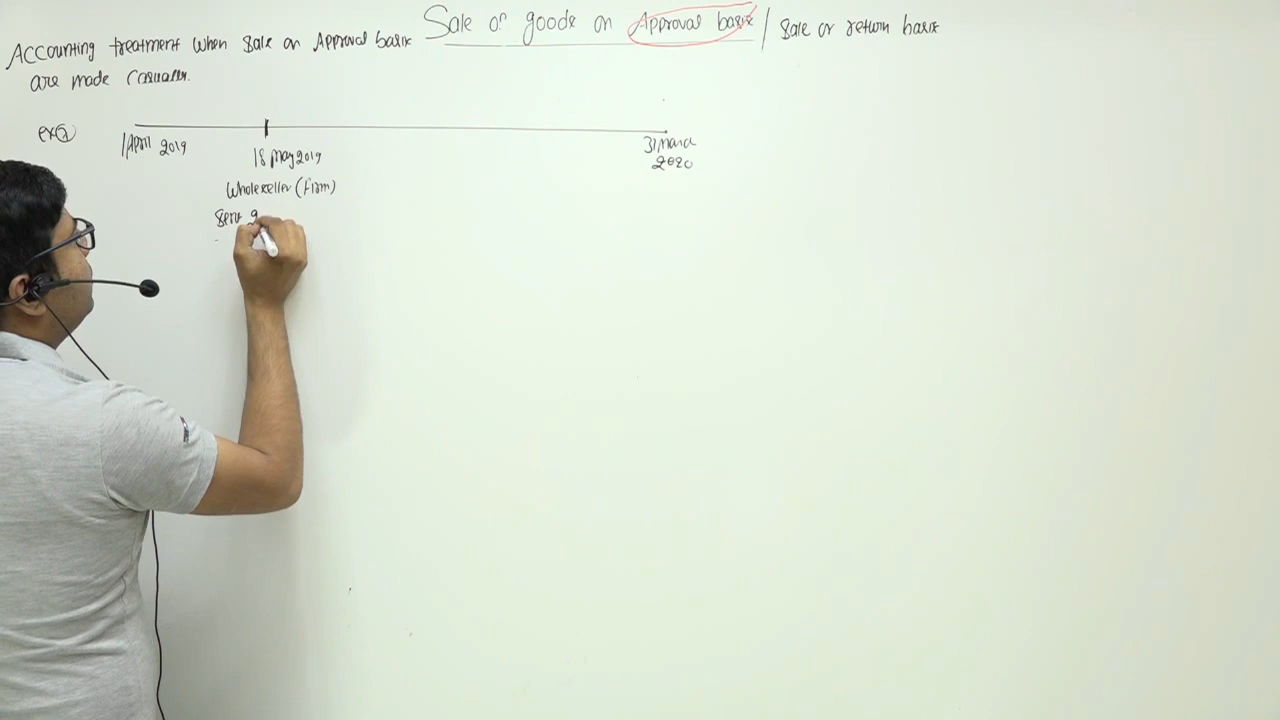 Sale of goods on Approval basis / Sale or return basis
Accounting treatment when Sale on Approval basis
are made Casually.
ex
1 April 2019
18 May 2019
31 March
2020
Wholeseller (Firm)
Sent g